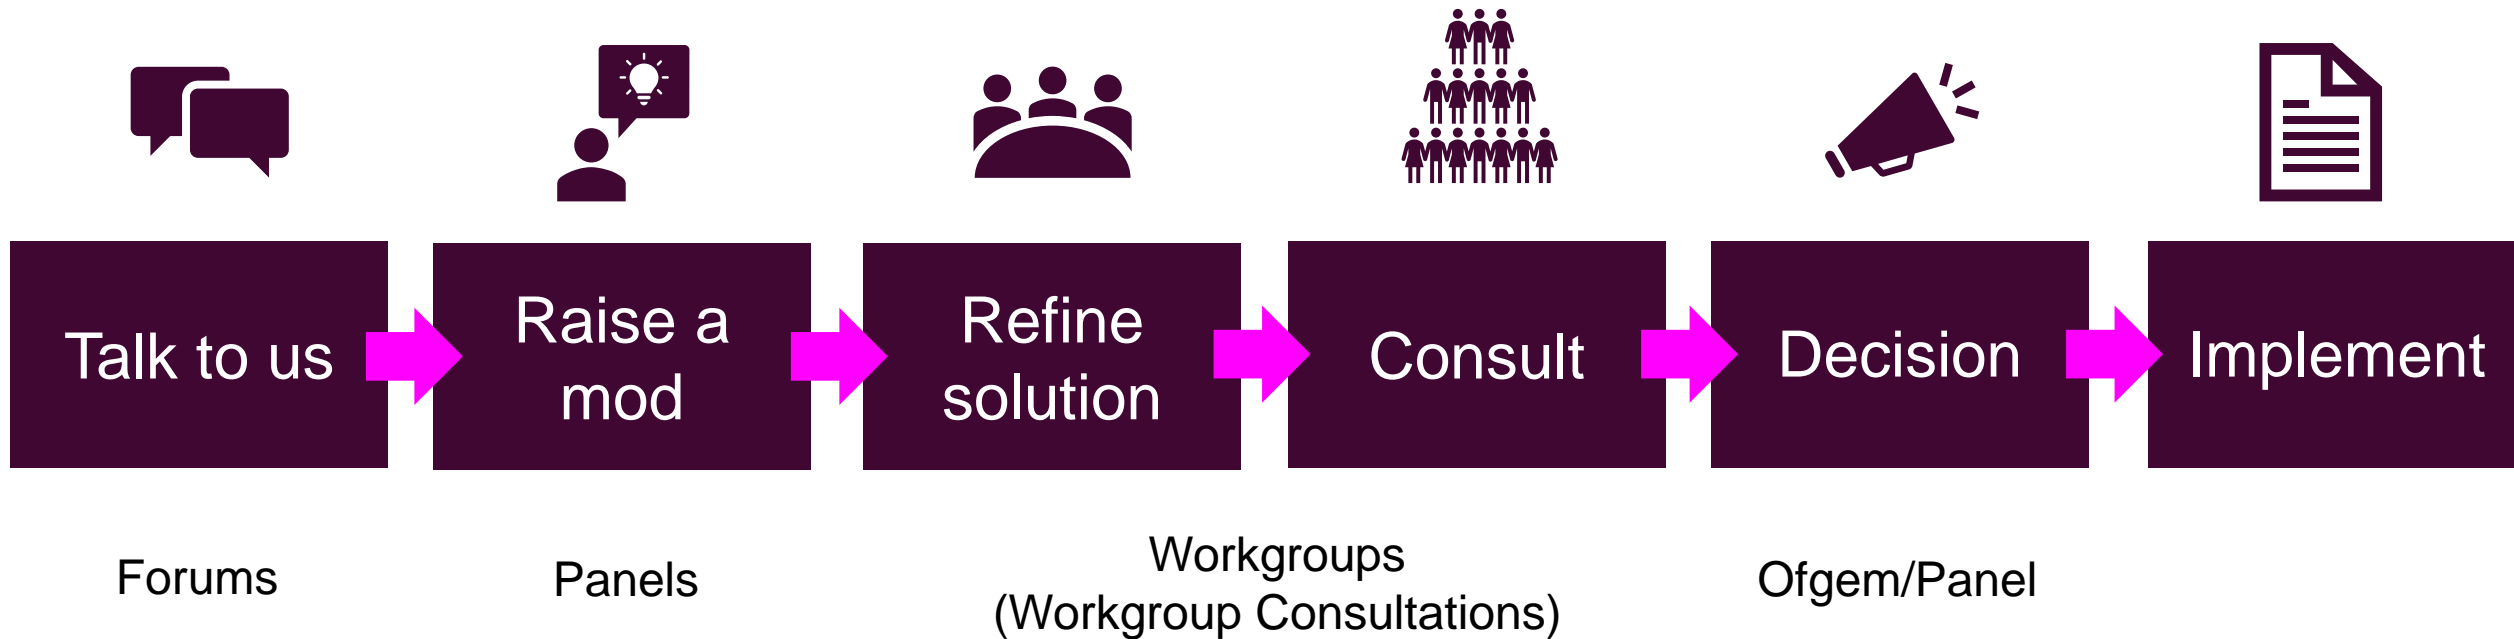 Talk to us
Raise a
mod
Refine
solution
Consult
Decision
Implement
Forums
Panels
Workgroups
(Workgroup Consultations)
Ofgem/Panel